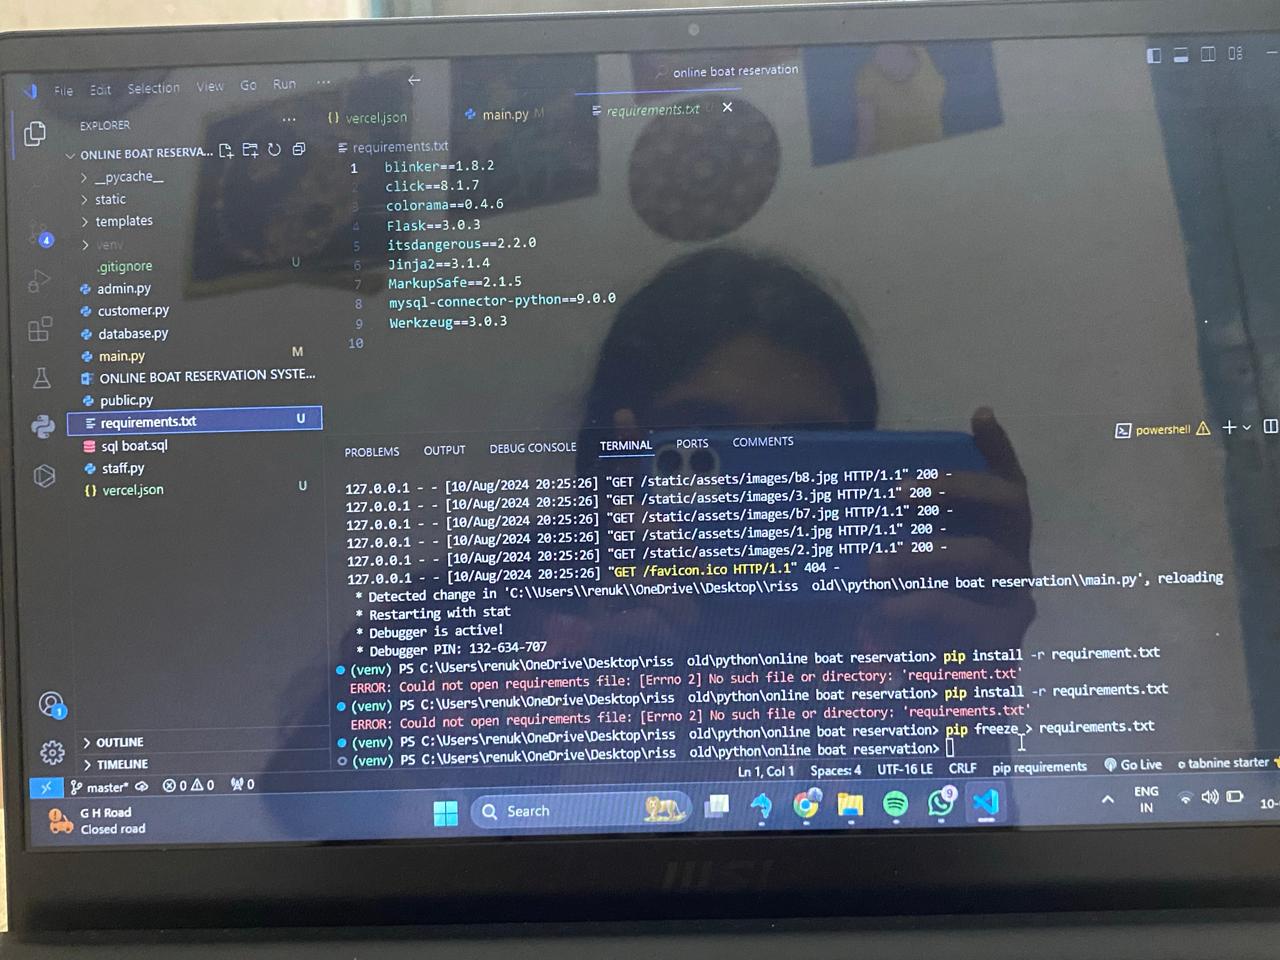 File Edit Selection View Go Run ··· ← online boat reservation
EXPLORER ···
{} vercel.json
main.py M
requirements.txt U ×
ONLINE BOAT RESERVA...
requirements.txt
__pycache__
static
templates
venv
.gitignore U
admin.py
customer.py
database.py
main.py M
ONLINE BOAT RESERVATION SYSTE...
public.py
requirements.txt U
sql boat.sql
staff.py
{} vercel.json U
4
1 blinker==1.8.2
2 click==8.1.7
3 colorama==0.4.6
4 Flask==3.0.3
5 itsdangerous==2.2.0
6 Jinja2==3.1.4
7 MarkupSafe==2.1.5
8 mysql-connector-python==9.0.0
9 Werkzeug==3.0.3
10
PROBLEMS OUTPUT DEBUG CONSOLE TERMINAL PORTS COMMENTS
powershell
127.0.0.1 - - [10/Aug/2024 20:25:26] "GET /static/assets/images/b8.jpg HTTP/1.1" 200 -
127.0.0.1 - - [10/Aug/2024 20:25:26] "GET /static/assets/images/3.jpg HTTP/1.1" 200 -
127.0.0.1 - - [10/Aug/2024 20:25:26] "GET /static/assets/images/b7.jpg HTTP/1.1" 200 -
127.0.0.1 - - [10/Aug/2024 20:25:26] "GET /static/assets/images/1.jpg HTTP/1.1" 200 -
127.0.0.1 - - [10/Aug/2024 20:25:26] "GET /static/assets/images/2.jpg HTTP/1.1" 200 -
127.0.0.1 - - [10/Aug/2024 20:25:26] "GET /favicon.ico HTTP/1.1" 404 -
* Detected change in 'C:\\Users\\renuk\\OneDrive\\Desktop\\riss  old\\python\\online boat reservation\\main.py', reloading
* Restarting with stat
* Debugger is active!
* Debugger PIN: 132-634-707
(venv) PS C:\Users\renuk\OneDrive\Desktop\riss  old\python\online boat reservation> pip install -r requirement.txt
ERROR: Could not open requirements file: [Errno 2] No such file or directory: 'requirement.txt'
(venv) PS C:\Users\renuk\OneDrive\Desktop\riss  old\python\online boat reservation> pip install -r requirements.txt
ERROR: Could not open requirements file: [Errno 2] No such file or directory: 'requirements.txt'
(venv) PS C:\Users\renuk\OneDrive\Desktop\riss  old\python\online boat reservation> pip freeze > requirements.txt
(venv) PS C:\Users\renuk\OneDrive\Desktop\riss  old\python\online boat reservation>
1
OUTLINE
TIMELINE
master* 0 0 0
Ln 1, Col 1 Spaces: 4 UTF-16 LE CRLF pip requirements Go Live tabnine starter
G H Road
Closed road
Search
9
ENG
IN
10-
msi